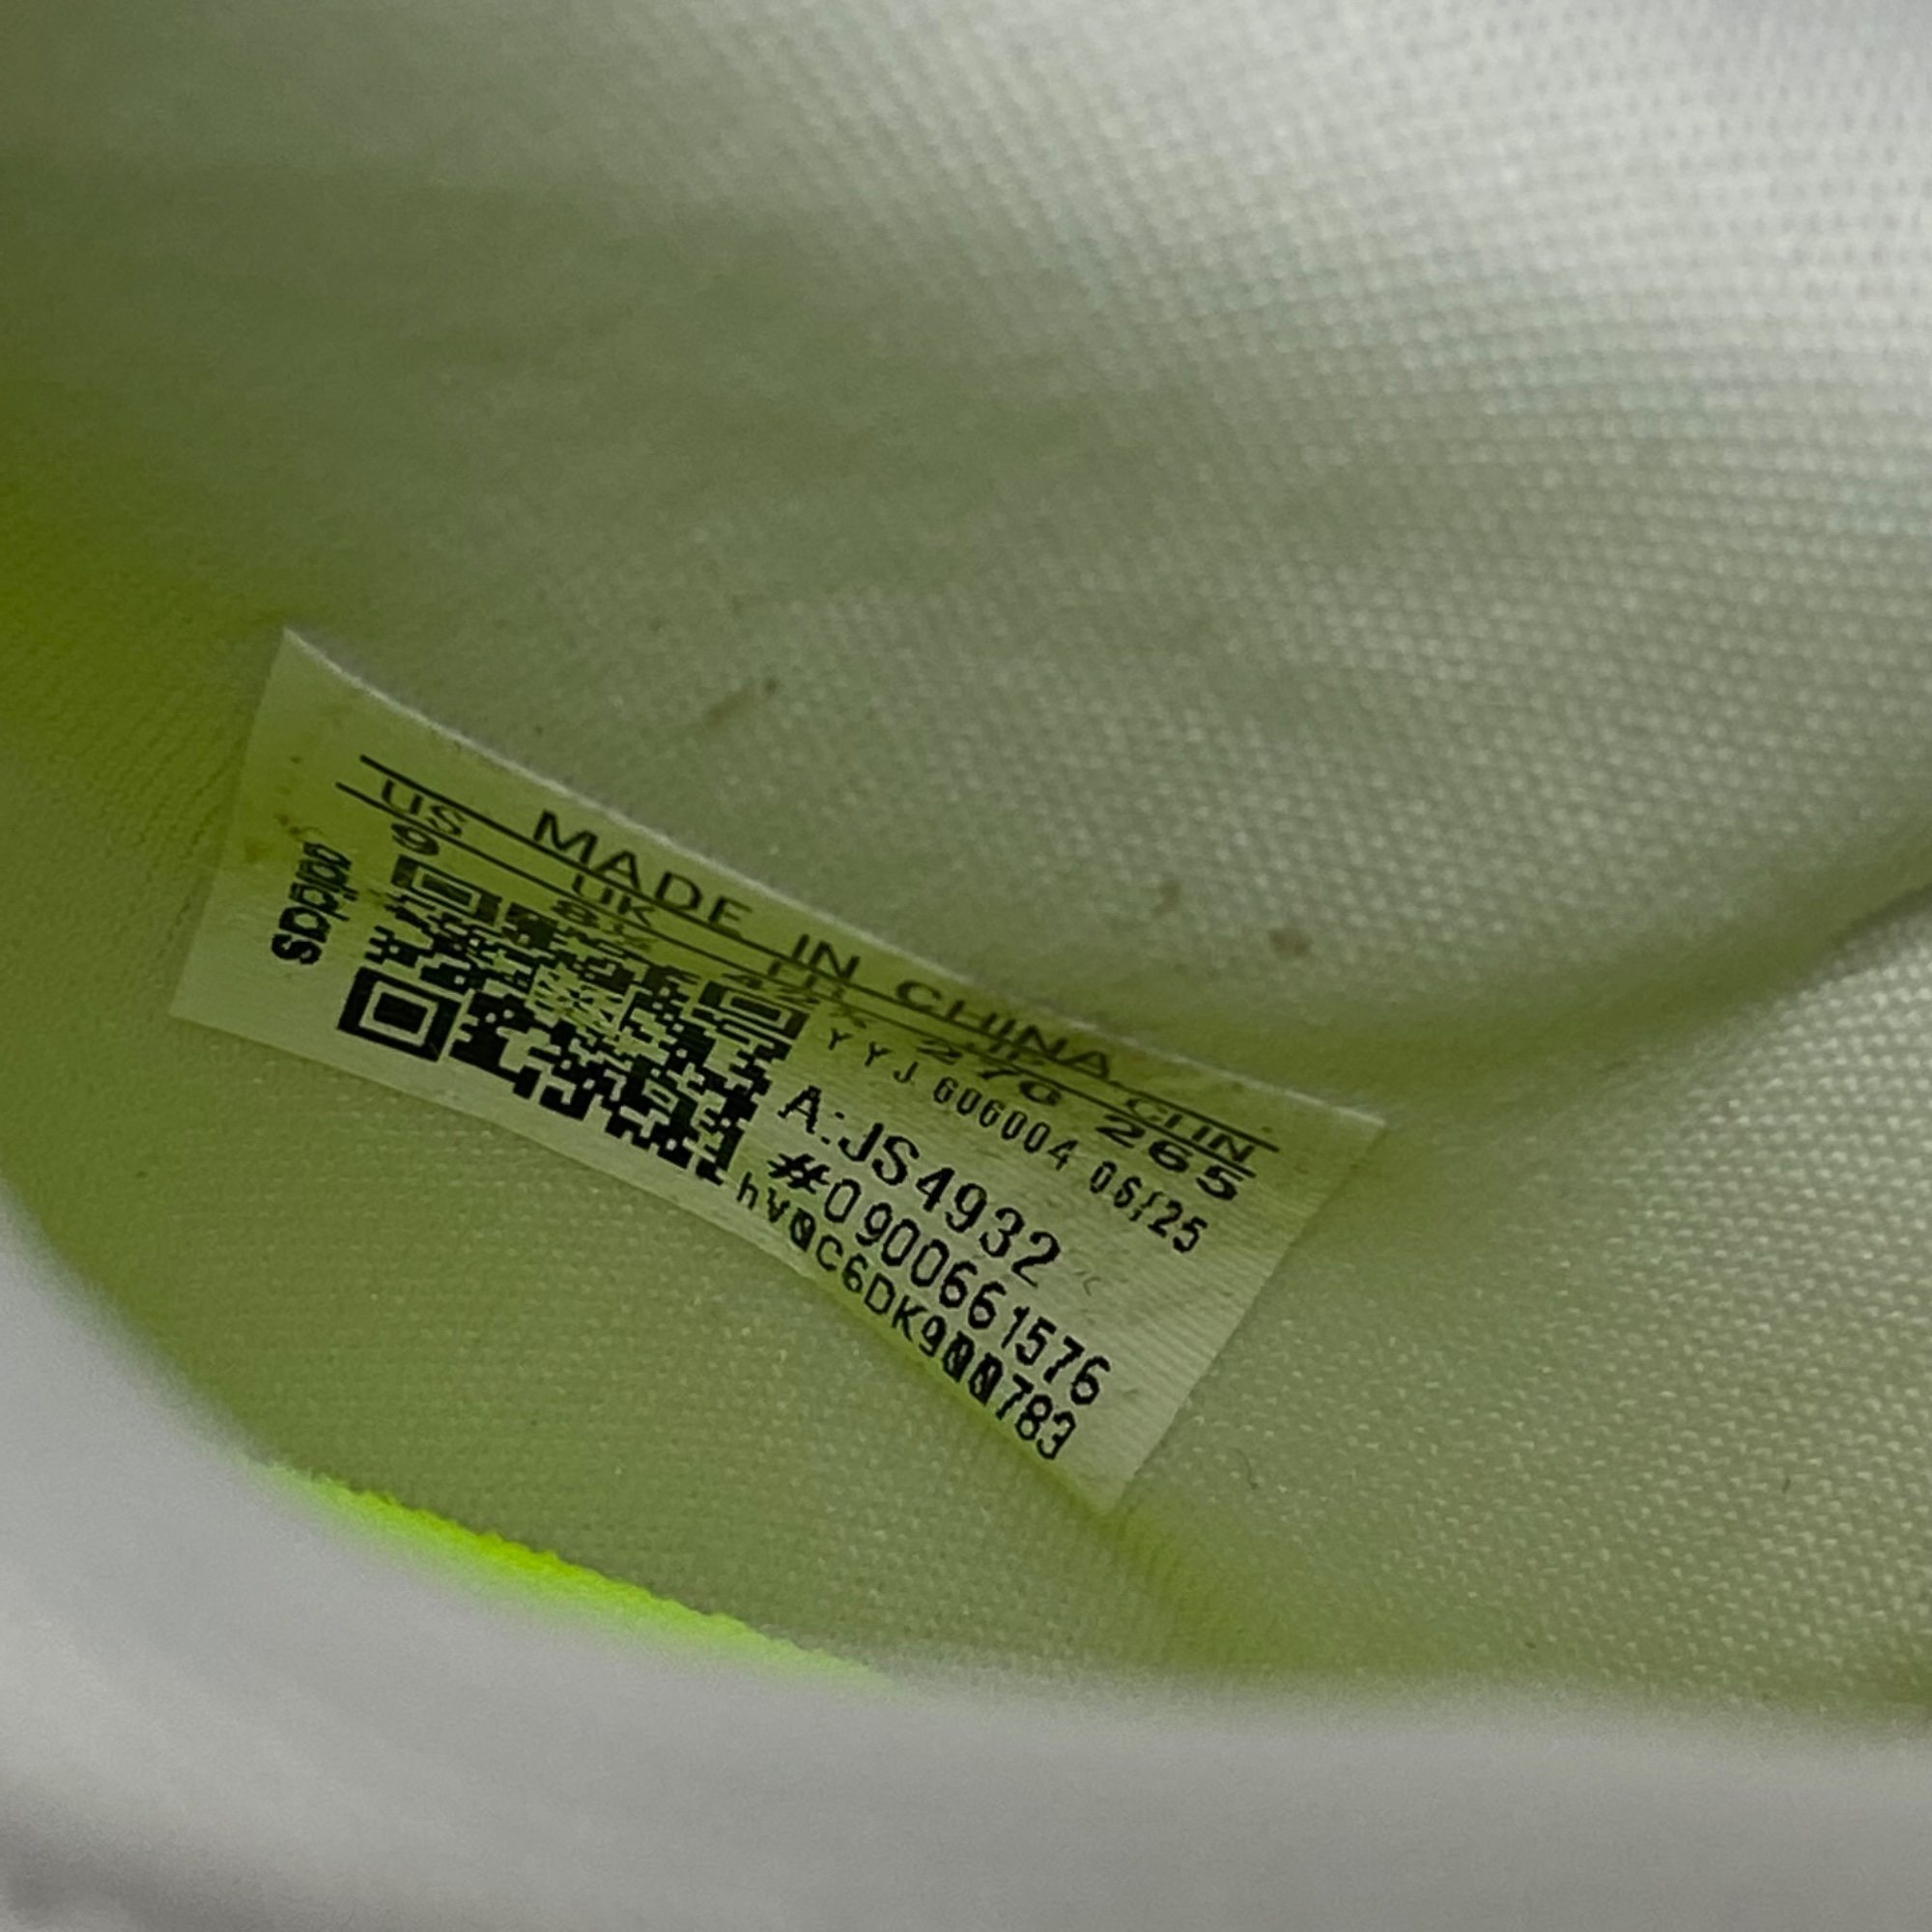 MADE IN CHINA
US UK FR JP CHN
9 8½ 42⅔ 270 265
adidas
YYJ 606004 06/25
A:JS4932
#0900661576